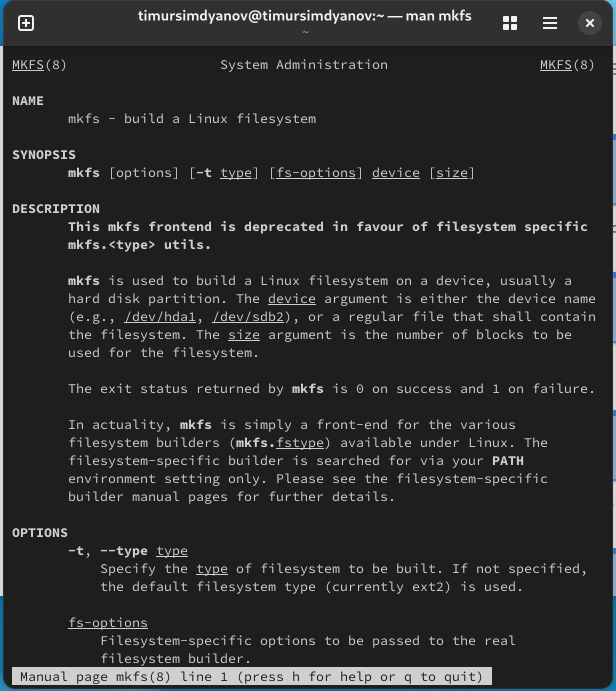 timursimdyanov@timursimdyanov:~ — man mkfs
~
MKFS(8) System Administration MKFS(8)
NAME
mkfs - build a Linux filesystem
SYNOPSIS
mkfs [options] [-t type] [fs-options] device [size]
DESCRIPTION
This mkfs frontend is deprecated in favour of filesystem specific
mkfs.<type> utils.
mkfs is used to build a Linux filesystem on a device, usually a
hard disk partition. The device argument is either the device name
(e.g., /dev/hda1, /dev/sdb2), or a regular file that shall contain
the filesystem. The size argument is the number of blocks to be
used for the filesystem.
The exit status returned by mkfs is 0 on success and 1 on failure.
In actuality, mkfs is simply a front-end for the various
filesystem builders (mkfs.fstype) available under Linux. The
filesystem-specific builder is searched for via your PATH
environment setting only. Please see the filesystem-specific
builder manual pages for further details.
OPTIONS
-t, --type type
Specify the type of filesystem to be built. If not specified,
the default filesystem type (currently ext2) is used.
fs-options
Filesystem-specific options to be passed to the real
filesystem builder.
Manual page mkfs(8) line 1 (press h for help or q to quit)